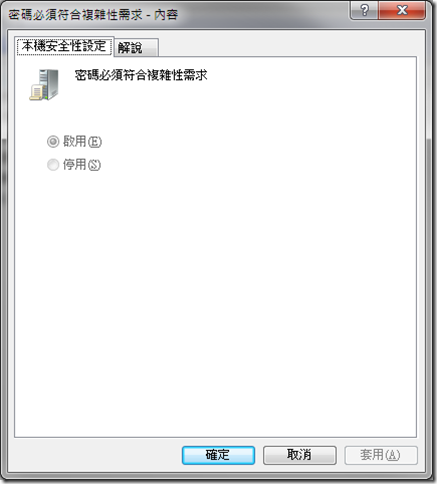 密碼必須符合複雜性需求 - 內容
本機安全性設定 解說
密碼必須符合複雜性需求
啟用(E)
停用(S)
確定 取消 套用(A)